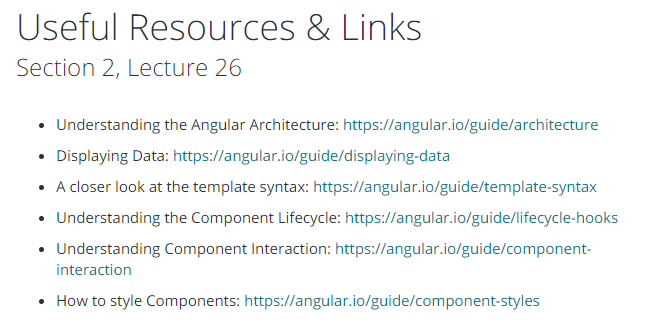 Useful Resources & Links
Section 2, Lecture 26
• Understanding the Angular Architecture: https://angular.io/guide/architecture
• Displaying Data: https://angular.io/guide/displaying-data
• A closer look at the template syntax: https://angular.io/guide/template-syntax
• Understanding the Component Lifecycle: https://angular.io/guide/lifecycle-hooks
• Understanding Component Interaction: https://angular.io/guide/component-
interaction
• How to style Components: https://angular.io/guide/component-styles